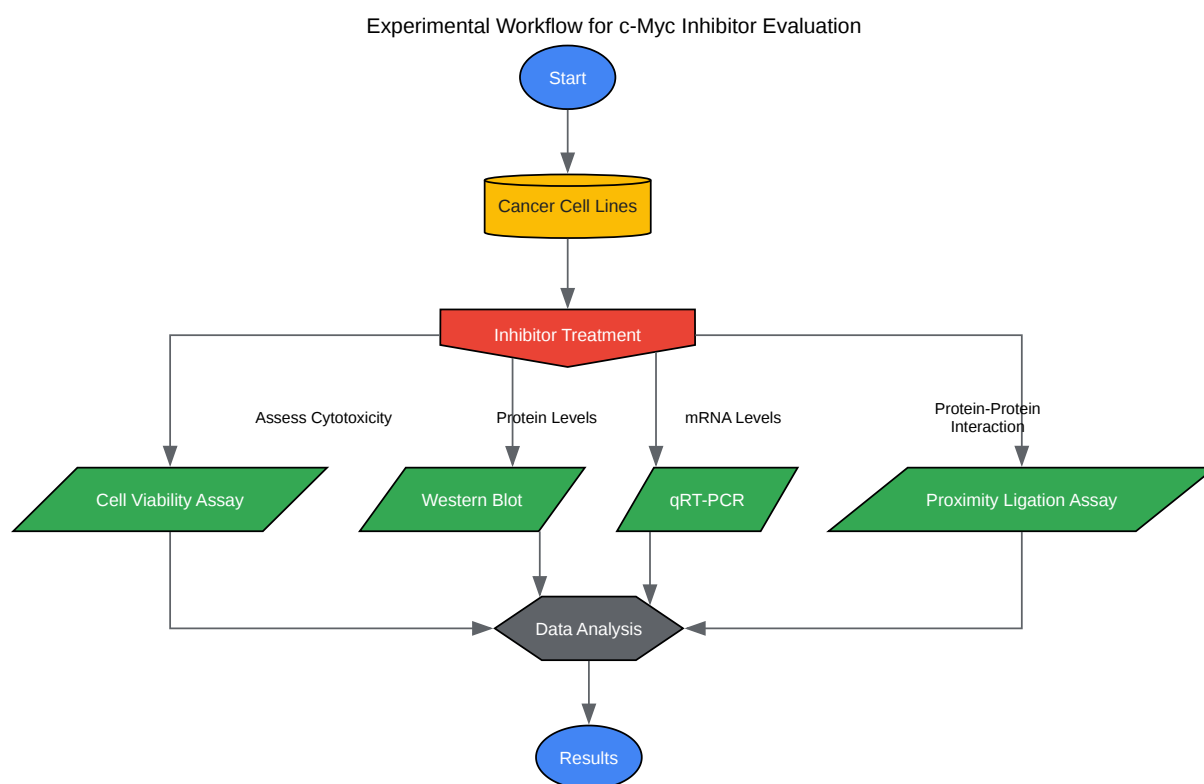 Experimental Workflow for c-Myc Inhibitor Evaluation
Start
Cancer Cell Lines
Inhibitor Treatment
Assess Cytotoxicity
Protein Levels
mRNA Levels
Protein-Protein
Interaction
Cell Viability Assay
Western Blot
qRT-PCR
Proximity Ligation Assay
Data Analysis
Results